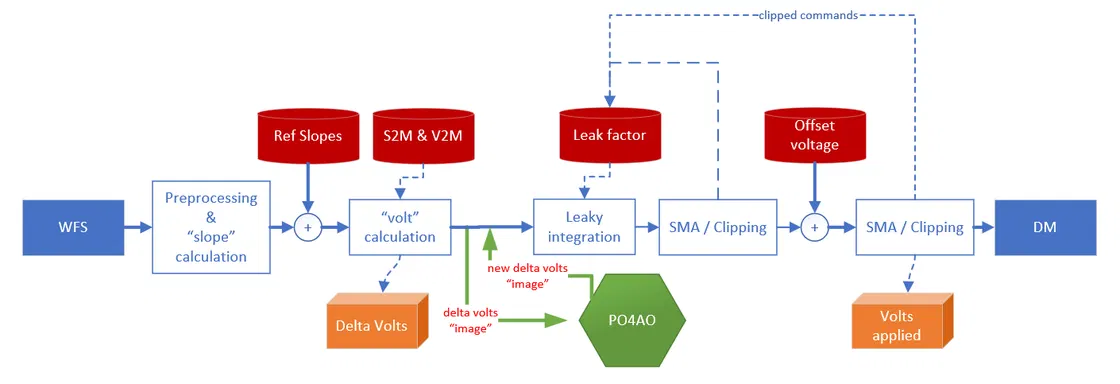 clipped commands
Ref Slopes
S2M & V2M
Leak factor
Offset
voltage
WFS
Preprocessing
&
“slope”
calculation
+
“volt”
calculation
Leaky
integration
SMA / Clipping
+
SMA / Clipping
DM
new delta volts
“image”
delta volts
“image”
PO4AO
Delta Volts
Volts
applied